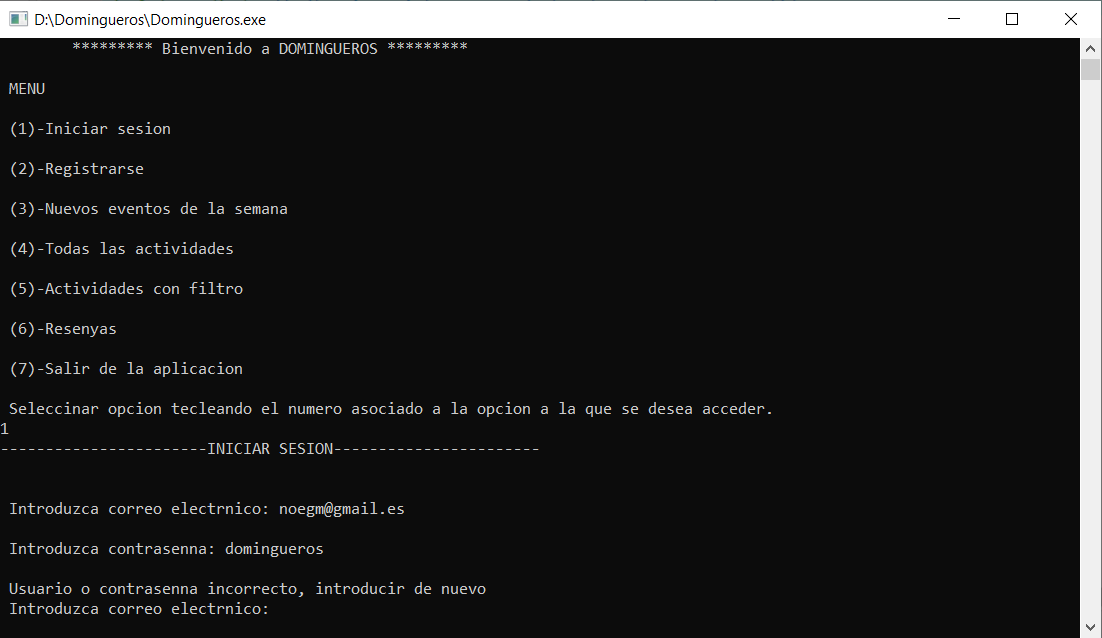 D:\Domingueros\Domingueros.exe
********* Bienvenido a DOMINGUEROS *********
MENU
(1)-Iniciar sesion
(2)-Registrarse
(3)-Nuevos eventos de la semana
(4)-Todas las actividades
(5)-Actividades con filtro
(6)-Resenyas
(7)-Salir de la aplicacion
Seleccinar opcion tecleando el numero asociado a la opcion a la que se desea acceder.
1
-----------------------INICIAR SESION-----------------------
Introduzca correo electrnico: noegm@gmail.es
Introduzca contrasenna: domingueros
Usuario o contrasenna incorrecto, introducir de nuevo
Introduzca correo electrnico: